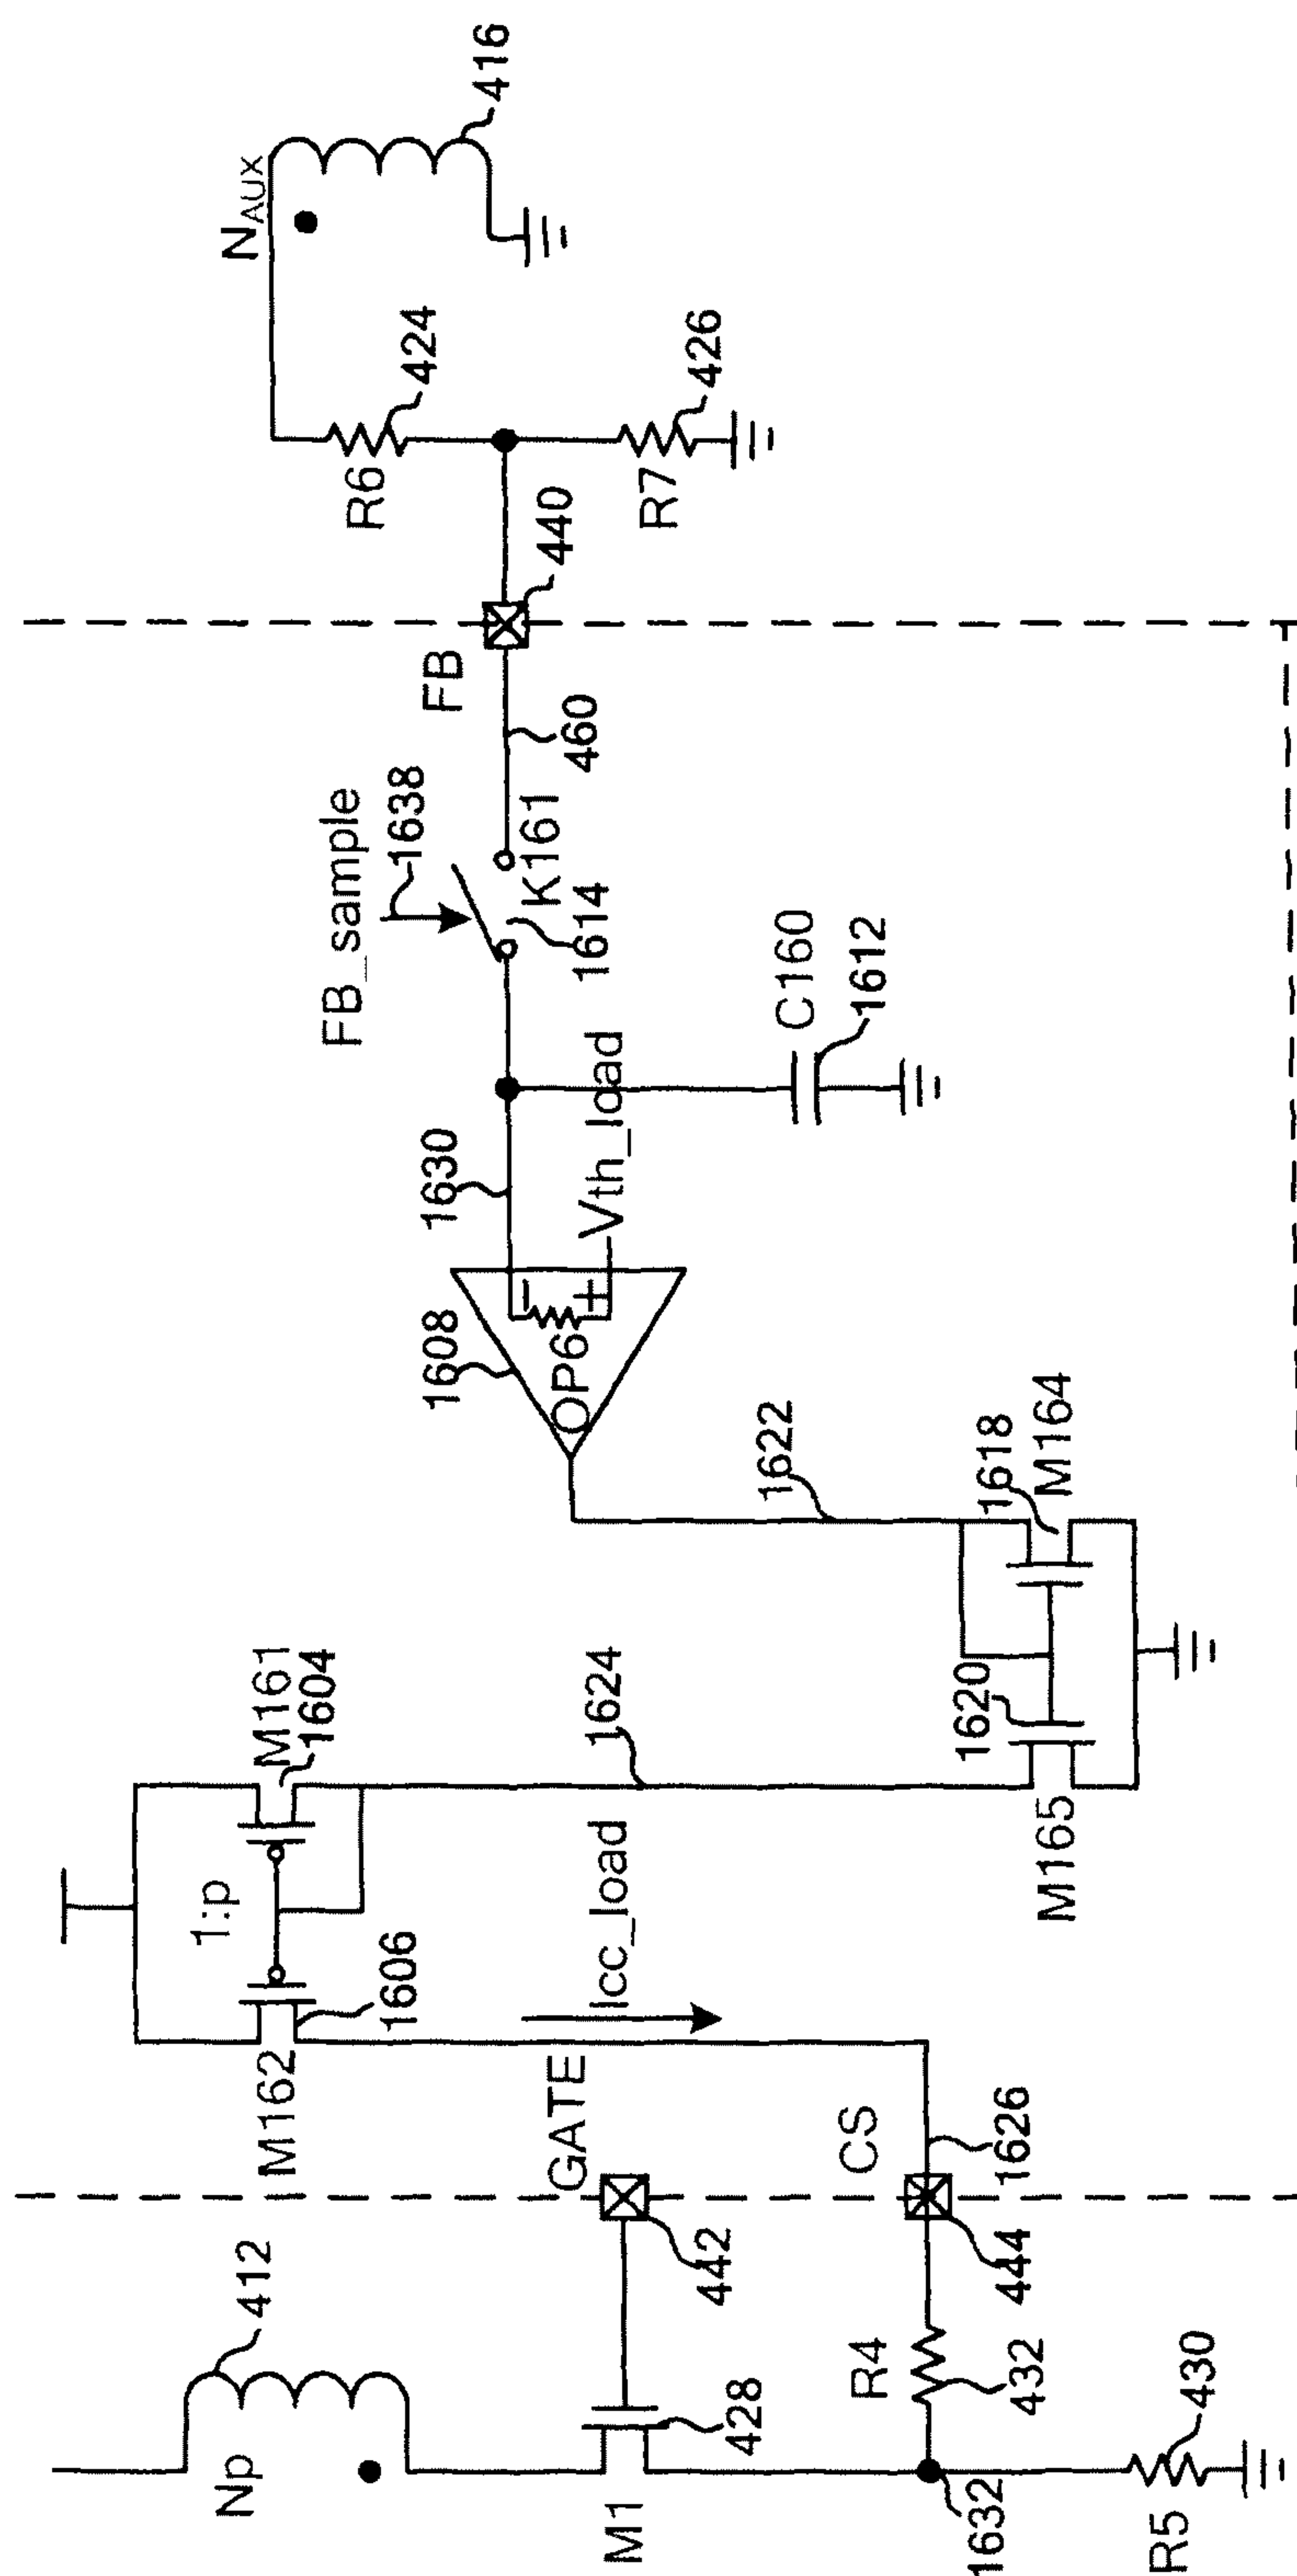 N_AUX
416
R6
424
R7
426
FB
440
460
FB_sample
1638
K161
1614
C160
1612
1630
Vth_load
1608
OP6
-
+
1622
1618
M164
1620
M165
M161
1604
1624
1:p
M162
1606
Icc_load
GATE
442
CS
1626
444
Np
412
M1
428
R4
432
1632
R5
430